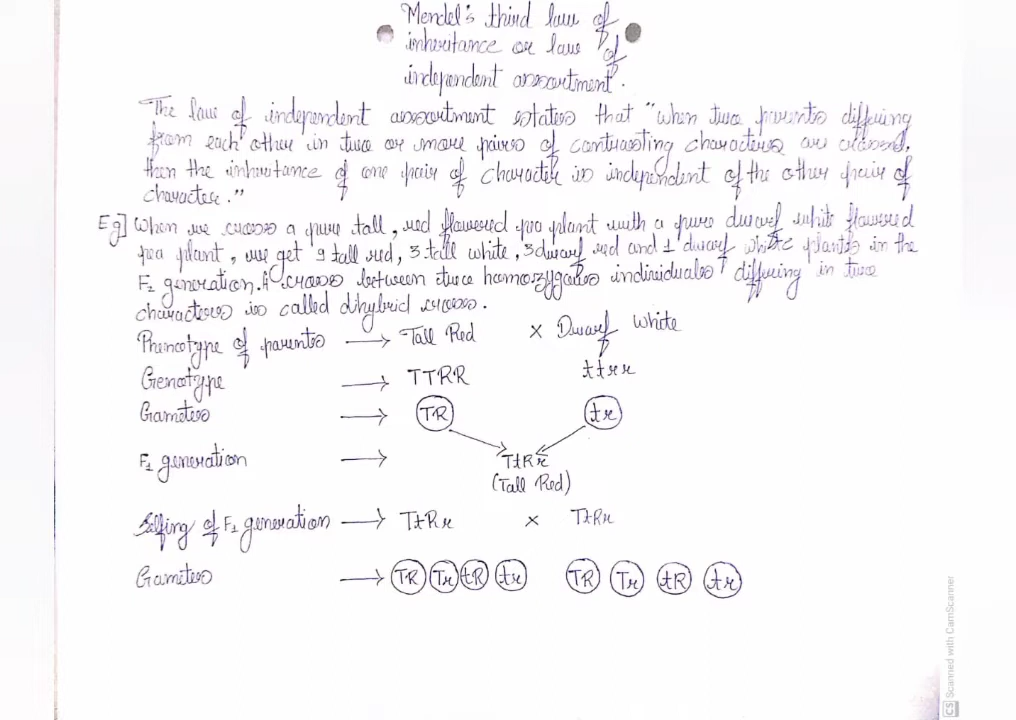 Mendel's third law of
inheritance or law of
independent assortment.
The law of independent assortment states that "when two parents differing
from each other in two or more pairs of contrasting characters are crossed,
then the inheritance of one pair of character is independent of the other pair of
character."
Eg] When we cross a pure tall, red flowered pea plant with a pure dwarf white flowered
pea plant, we get 9 tall red, 3 tall white, 3 dwarf red and 1 dwarf white plants in the
F₂ generation. A cross between two homozygous individuals differing in two
characters is called dihybrid cross.
Phenotype of parents → Tall Red × Dwarf White
Genotype → TTRR ttrr
Gametes → TR tr
F₁ generation → TtRr
(Tall Red)
Selfing of F₁ generation → TtRr × TtRr
Gametes → TR Tr tR tr TR Tr tR tr
CS Scanned with CamScanner